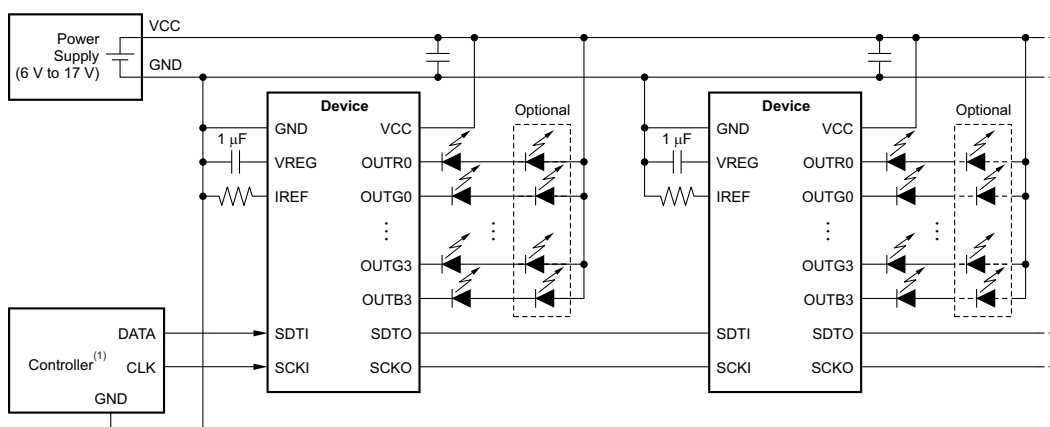 VCC
Power
Supply
(6 V to 17 V)
GND
Device
Optional
GND
VCC
1 µF
VREG
OUTR0
IREF
OUTG0
⋮
⋮
OUTG3
OUTB3
SDTI
SDTO
SCKI
SCKO
Device
Optional
GND
VCC
1 µF
VREG
OUTR0
IREF
OUTG0
⋮
⋮
OUTG3
OUTB3
SDTI
SDTO
SCKI
SCKO
DATA
Controller(1)
CLK
GND